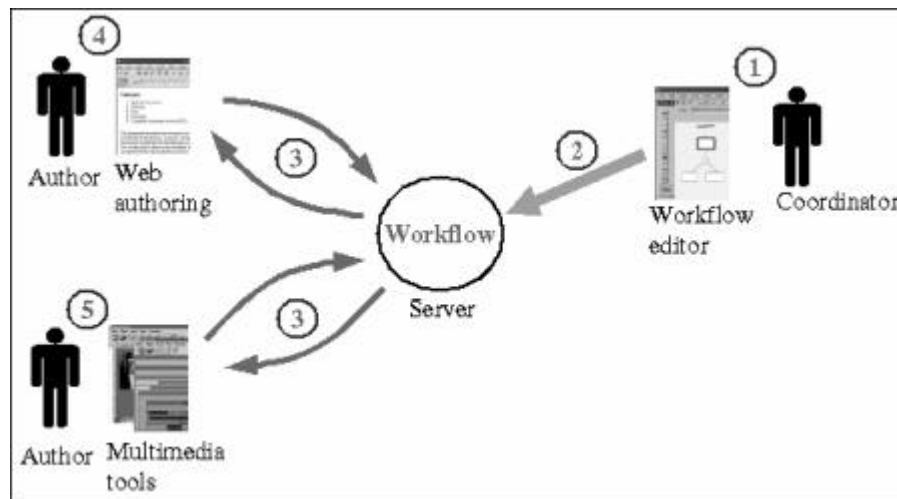 4
1
2
3
Author
Web
authoring
Workflow
Server
Workflow
editor
Coordinator
5
3
Author
Multimedia
tools